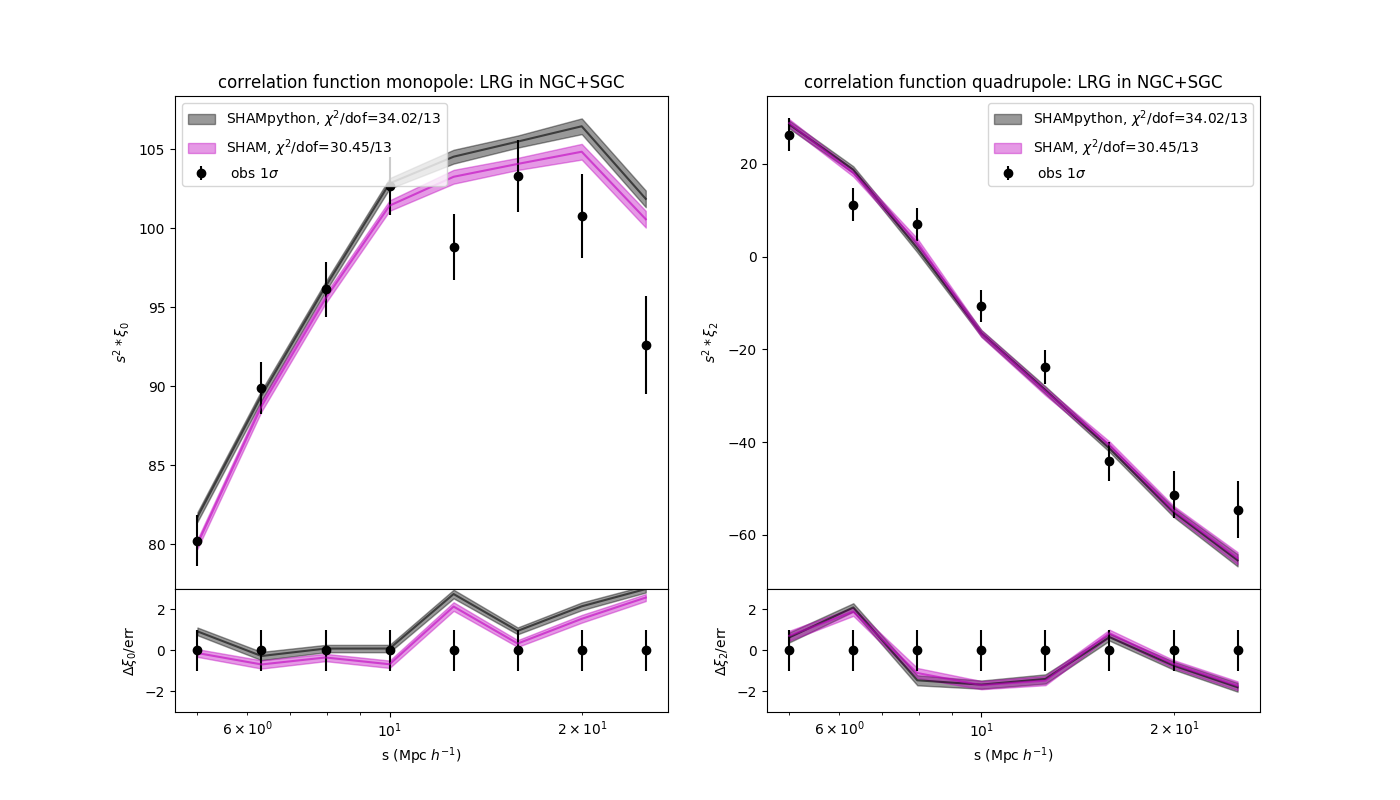 correlation function monopole: LRG in NGC+SGC
SHAMpython, χ²/dof=34.02/13
SHAM, χ²/dof=30.45/13
obs 1σ
105
100
95
90
85
80
s² * ξ₀
2
0
−2
Δξ₀/err
6 × 10⁰
10¹
2 × 10¹
s (Mpc h⁻¹)
correlation function quadrupole: LRG in NGC+SGC
SHAMpython, χ²/dof=34.02/13
SHAM, χ²/dof=30.45/13
obs 1σ
20
0
−20
−40
−60
s² * ξ₂
2
0
−2
Δξ₂/err
6 × 10⁰
10¹
2 × 10¹
s (Mpc h⁻¹)